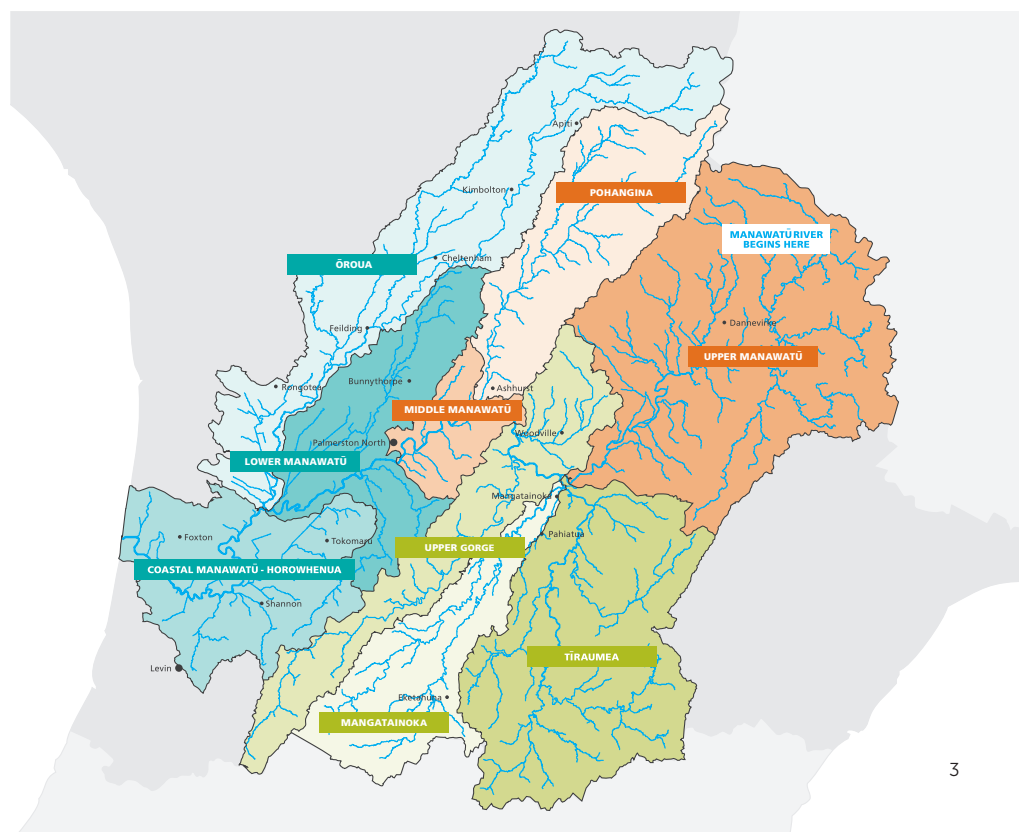 Apiti
Kimbolton
POHANGINA
MANAWATŪ RIVER
BEGINS HERE
ŌROUA
Cheltenham
Feilding
Dannevirke
UPPER MANAWATŪ
Bunnythorpe
Rongotea
Ashhurst
MIDDLE MANAWATŪ
Woodville
Palmerston North
LOWER MANAWATŪ
Mangatainoka
Foxton
Tokomaru
Pahiatua
UPPER GORGE
COASTAL MANAWATŪ - HOROWHENUA
Shannon
TĪRAUMEA
Levin
Eketahuna
MANGATAINOKA
3